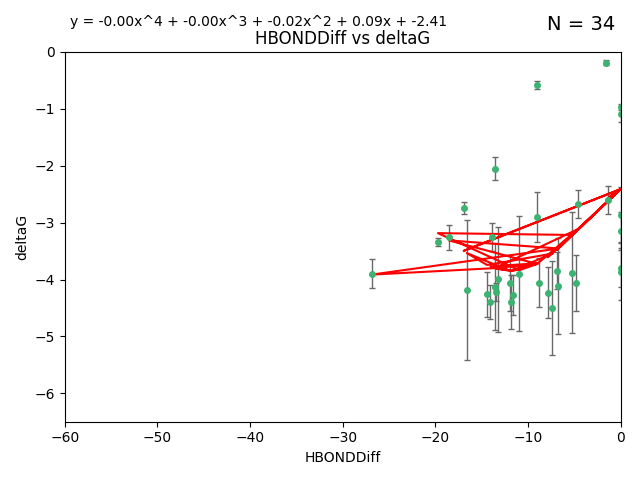 y = -0.00x^4 + -0.00x^3 + -0.02x^2 + 0.09x + -2.41
N = 34
HBONDDiff vs deltaG
0
−1
−2
−3
−4
−5
−6
deltaG
−60 −50 −40 −30 −20 −10 0
HBONDDiff